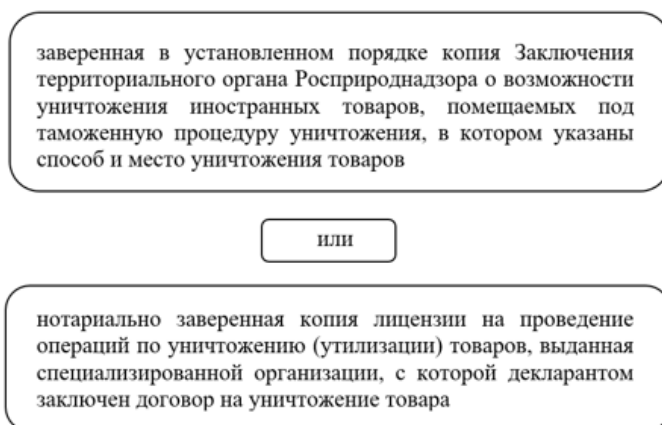 заверенная в установленном порядке копия Заключения
территориального органа Росприроднадзора о возможности
уничтожения иностранных товаров, помещаемых под
таможенную процедуру уничтожения, в котором указаны
способ и место уничтожения товаров
или
нотариально заверенная копия лицензии на проведение
операций по уничтожению (утилизации) товаров, выданная
специализированной организации, с которой декларантом
заключен договор на уничтожение товара